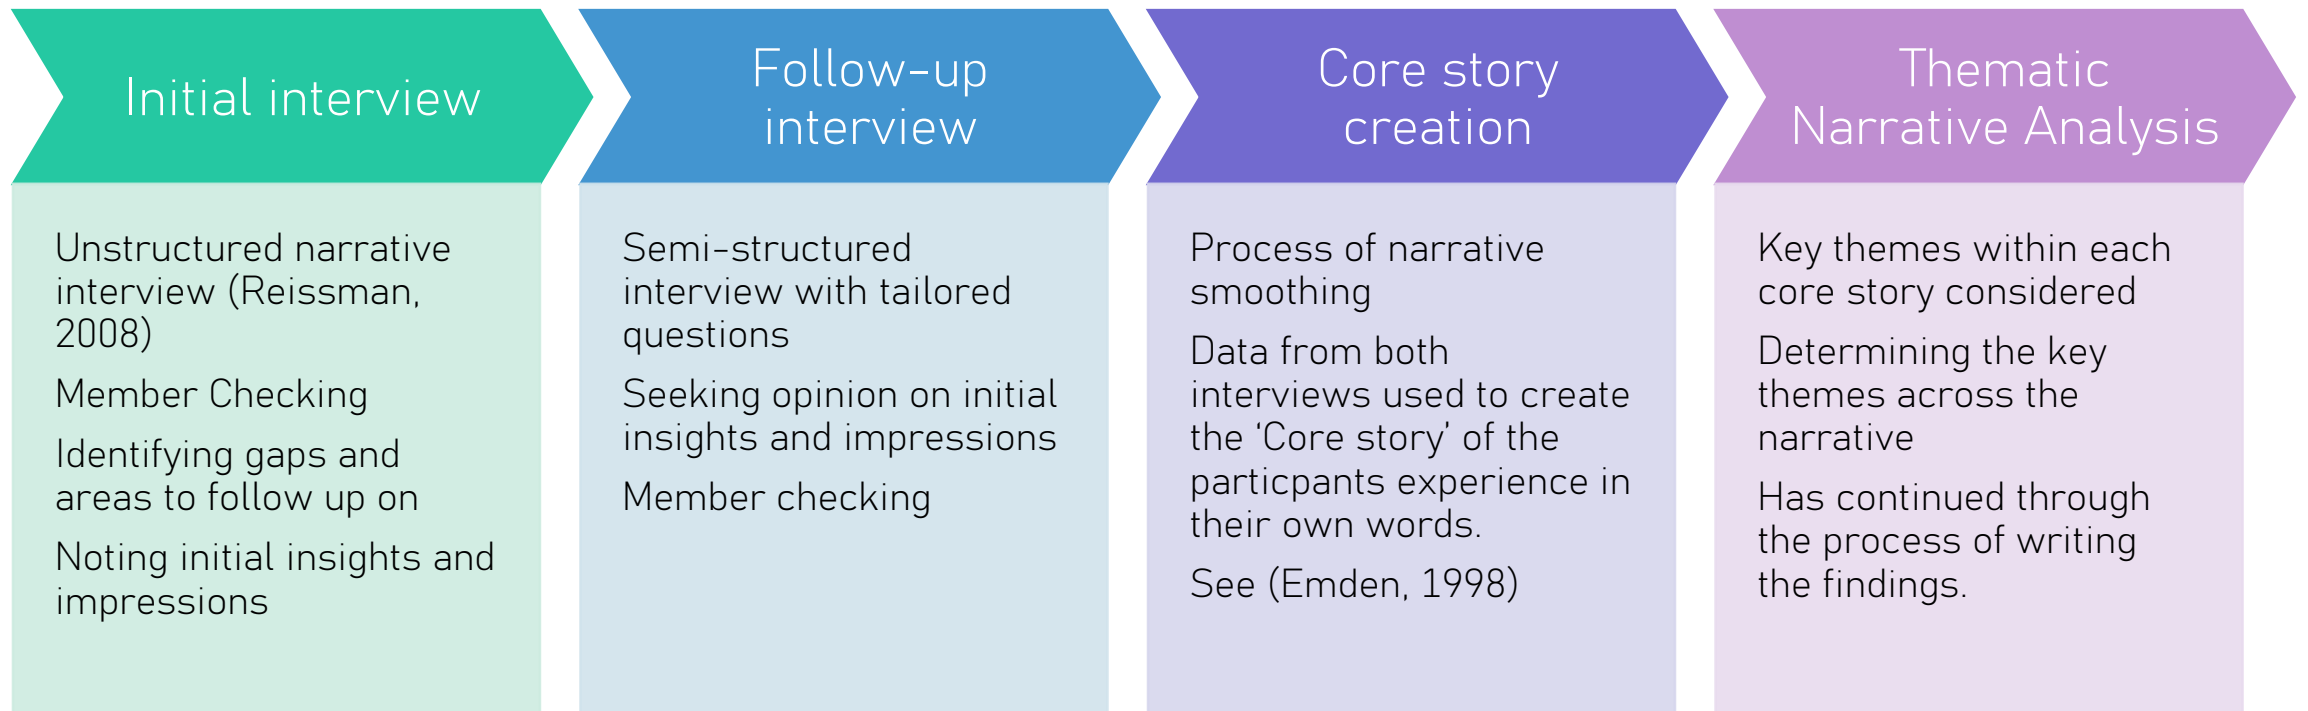 Initial interview
Unstructured narrative
interview (Reissman,
2008)
Member Checking
Identifying gaps and
areas to follow up on
Noting initial insights and
impressions
Follow-up
interview
Semi-structured
interview with tailored
questions
Seeking opinion on initial
insights and impressions
Member checking
Core story
creation
Process of narrative
smoothing
Data from both
interviews used to create
the ‘Core story’ of the
particpants experience in
their own words.
See (Emden, 1998)
Thematic
Narrative Analysis
Key themes within each
core story considered
Determining the key
themes across the
narrative
Has continued through
the process of writing
the findings.